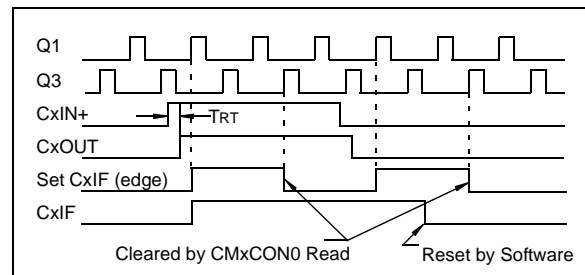 Q1
Q3
CxIN+
TRT
CxOUT
Set CxIF (edge)
CxIF
Cleared by CMxCON0 Read
Reset by Software